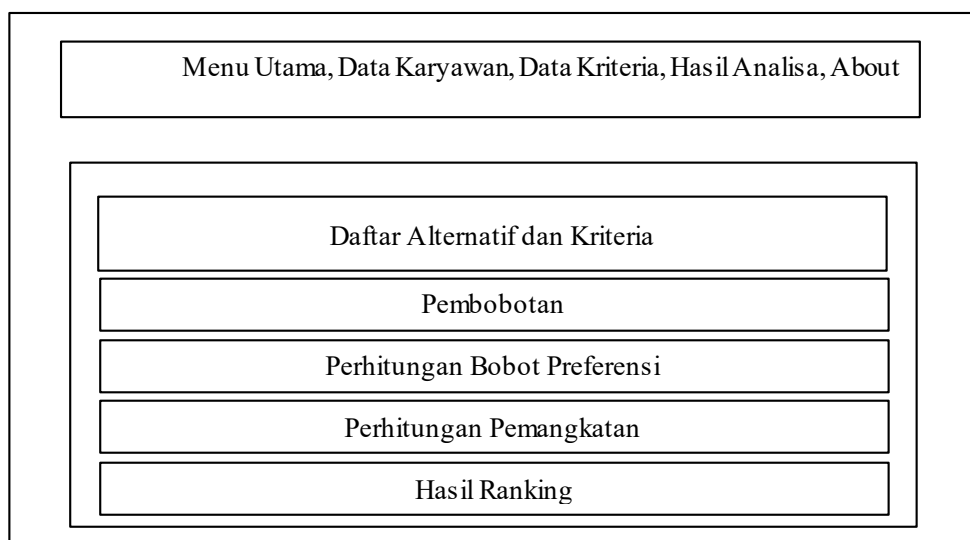 Menu Utama, Data Karyawan, Data Kriteria, Hasil Analisa, About
Daftar Alternatif dan Kriteria
Pembobotan
Perhitungan Bobot Preferensi
Perhitungan Pemangkatan
Hasil Ranking